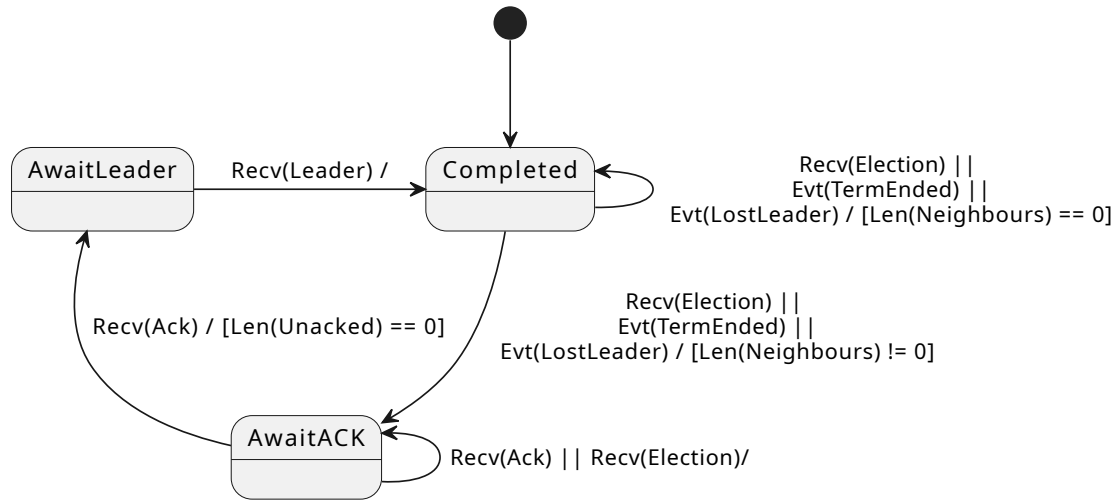 AwaitLeader
Recv(Leader) /
Completed
Recv(Election) ||
Evt(TermEnded) ||
Evt(LostLeader) / [Len(Neighbours) == 0]
Recv(Ack) / [Len(Unacked) == 0]
Recv(Election) ||
Evt(TermEnded) ||
Evt(LostLeader) / [Len(Neighbours) != 0]
AwaitACK
Recv(Ack) || Recv(Election)/